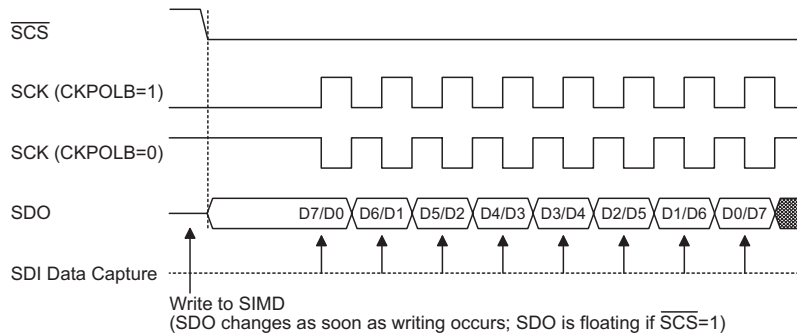 SCS
SCK (CKPOLB=1)
SCK (CKPOLB=0)
SDO D7/D0 D6/D1 D5/D2 D4/D3 D3/D4 D2/D5 D1/D6 D0/D7
SDI Data Capture
Write to SIMD
(SDO changes as soon as writing occurs; SDO is floating if SCS=1)